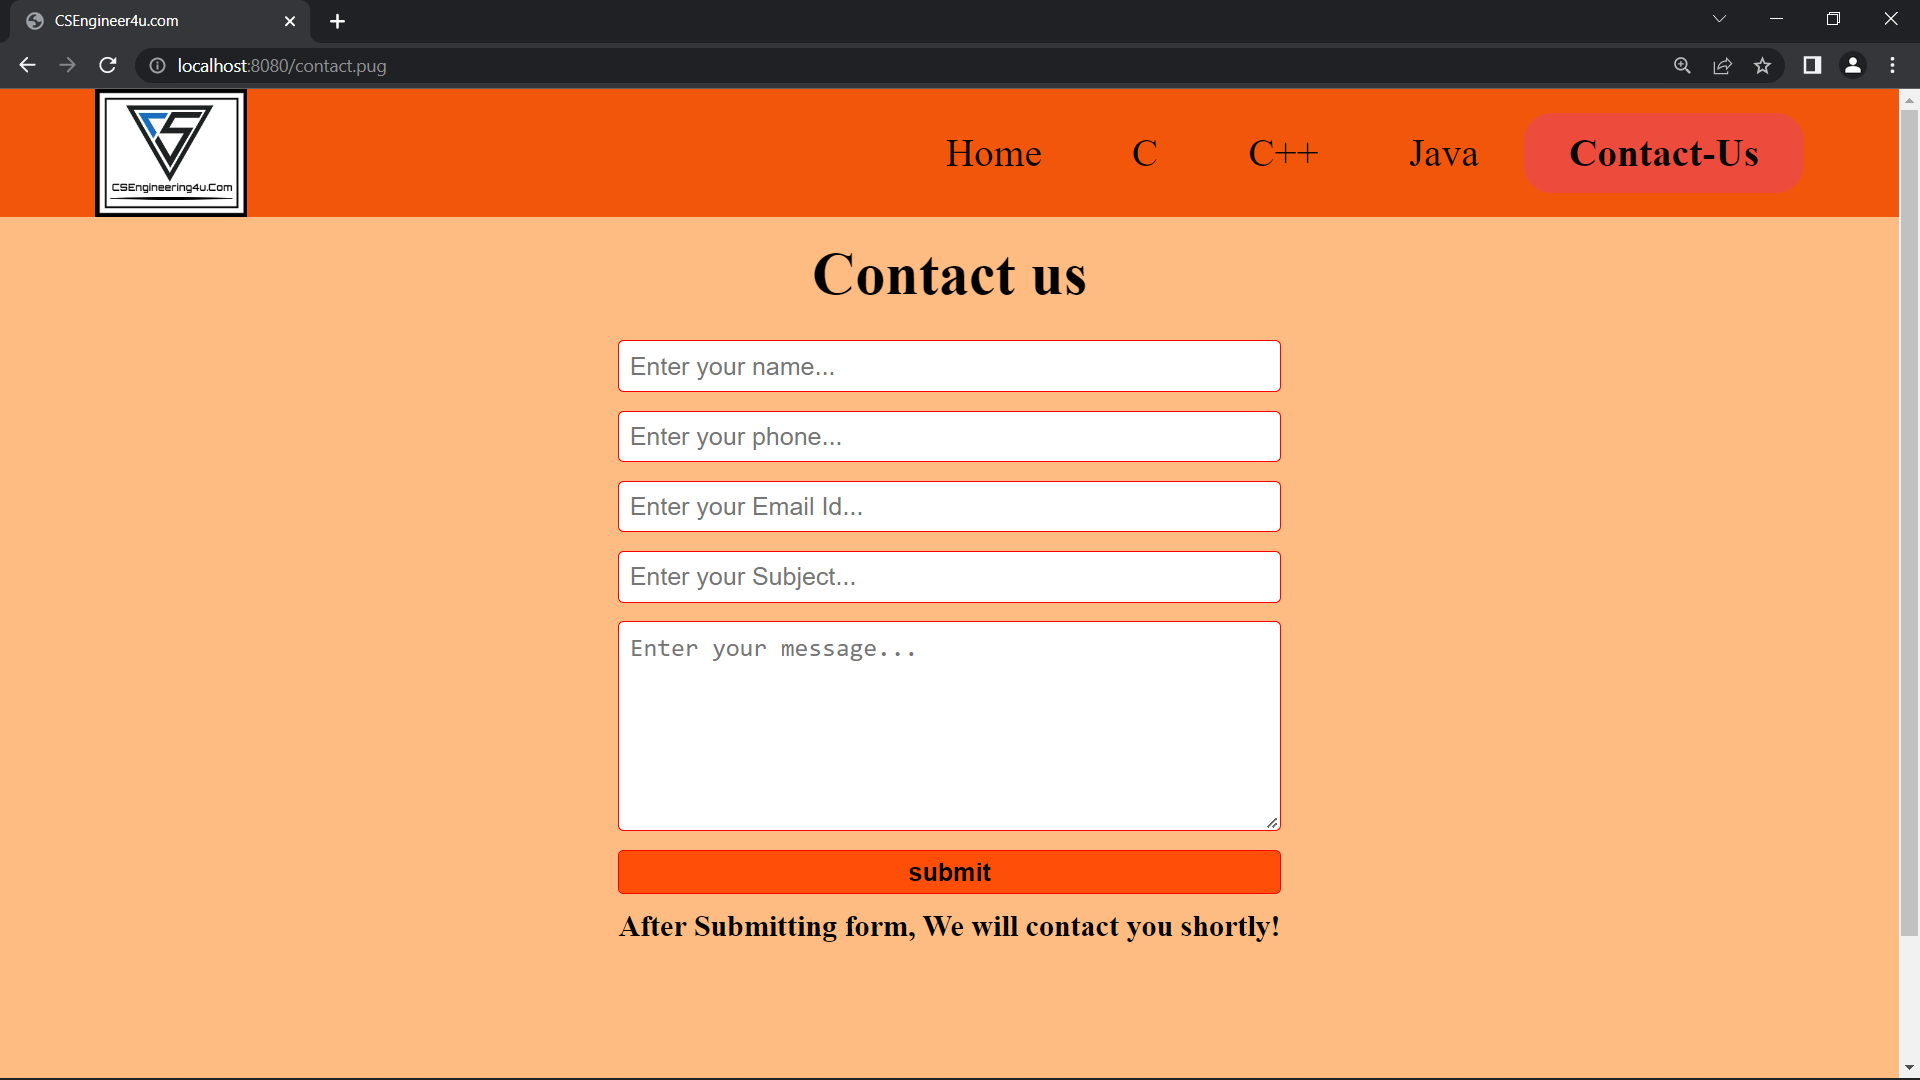 CSEngineer4u.com
localhost:8080/contact.pug
CS
CSEngineering4u.Com
Home C C++ Java Contact-Us
Contact us
Enter your name...
Enter your phone...
Enter your Email Id...
Enter your Subject...
Enter your message...
submit
After Submitting form, We will contact you shortly!